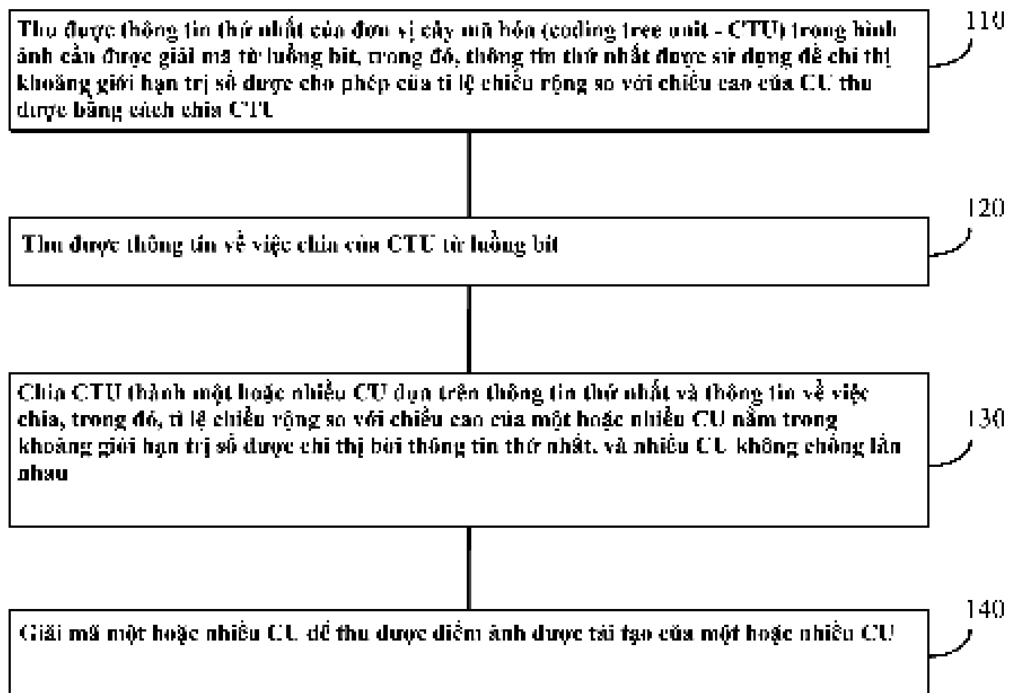 Thu được thông tin thứ nhất của đơn vị cây mã hóa (coding tree unit - CTU) trong hình
ảnh cần được giải mã từ luồng bit, trong đó, thông tin thứ nhất được sử dụng để chỉ thị
khoảng giới hạn trị số được cho phép của tỉ lệ chiều rộng so với chiều cao của CU thu
được bằng cách chia CTU
110
Thu được thông tin về việc chia của CTU từ luồng bit
120
Chia CTU thành một hoặc nhiều CU dựa trên thông tin thứ nhất và thông tin về việc
chia, trong đó, tỉ lệ chiều rộng so với chiều cao của một hoặc nhiều CU nằm trong
khoảng giới hạn trị số được chỉ thị bởi thông tin thứ nhất, và nhiều CU không chồng lấn
nhau
130
Giải mã một hoặc nhiều CU để thu được điểm ảnh được tái tạo của một hoặc nhiều CU
140